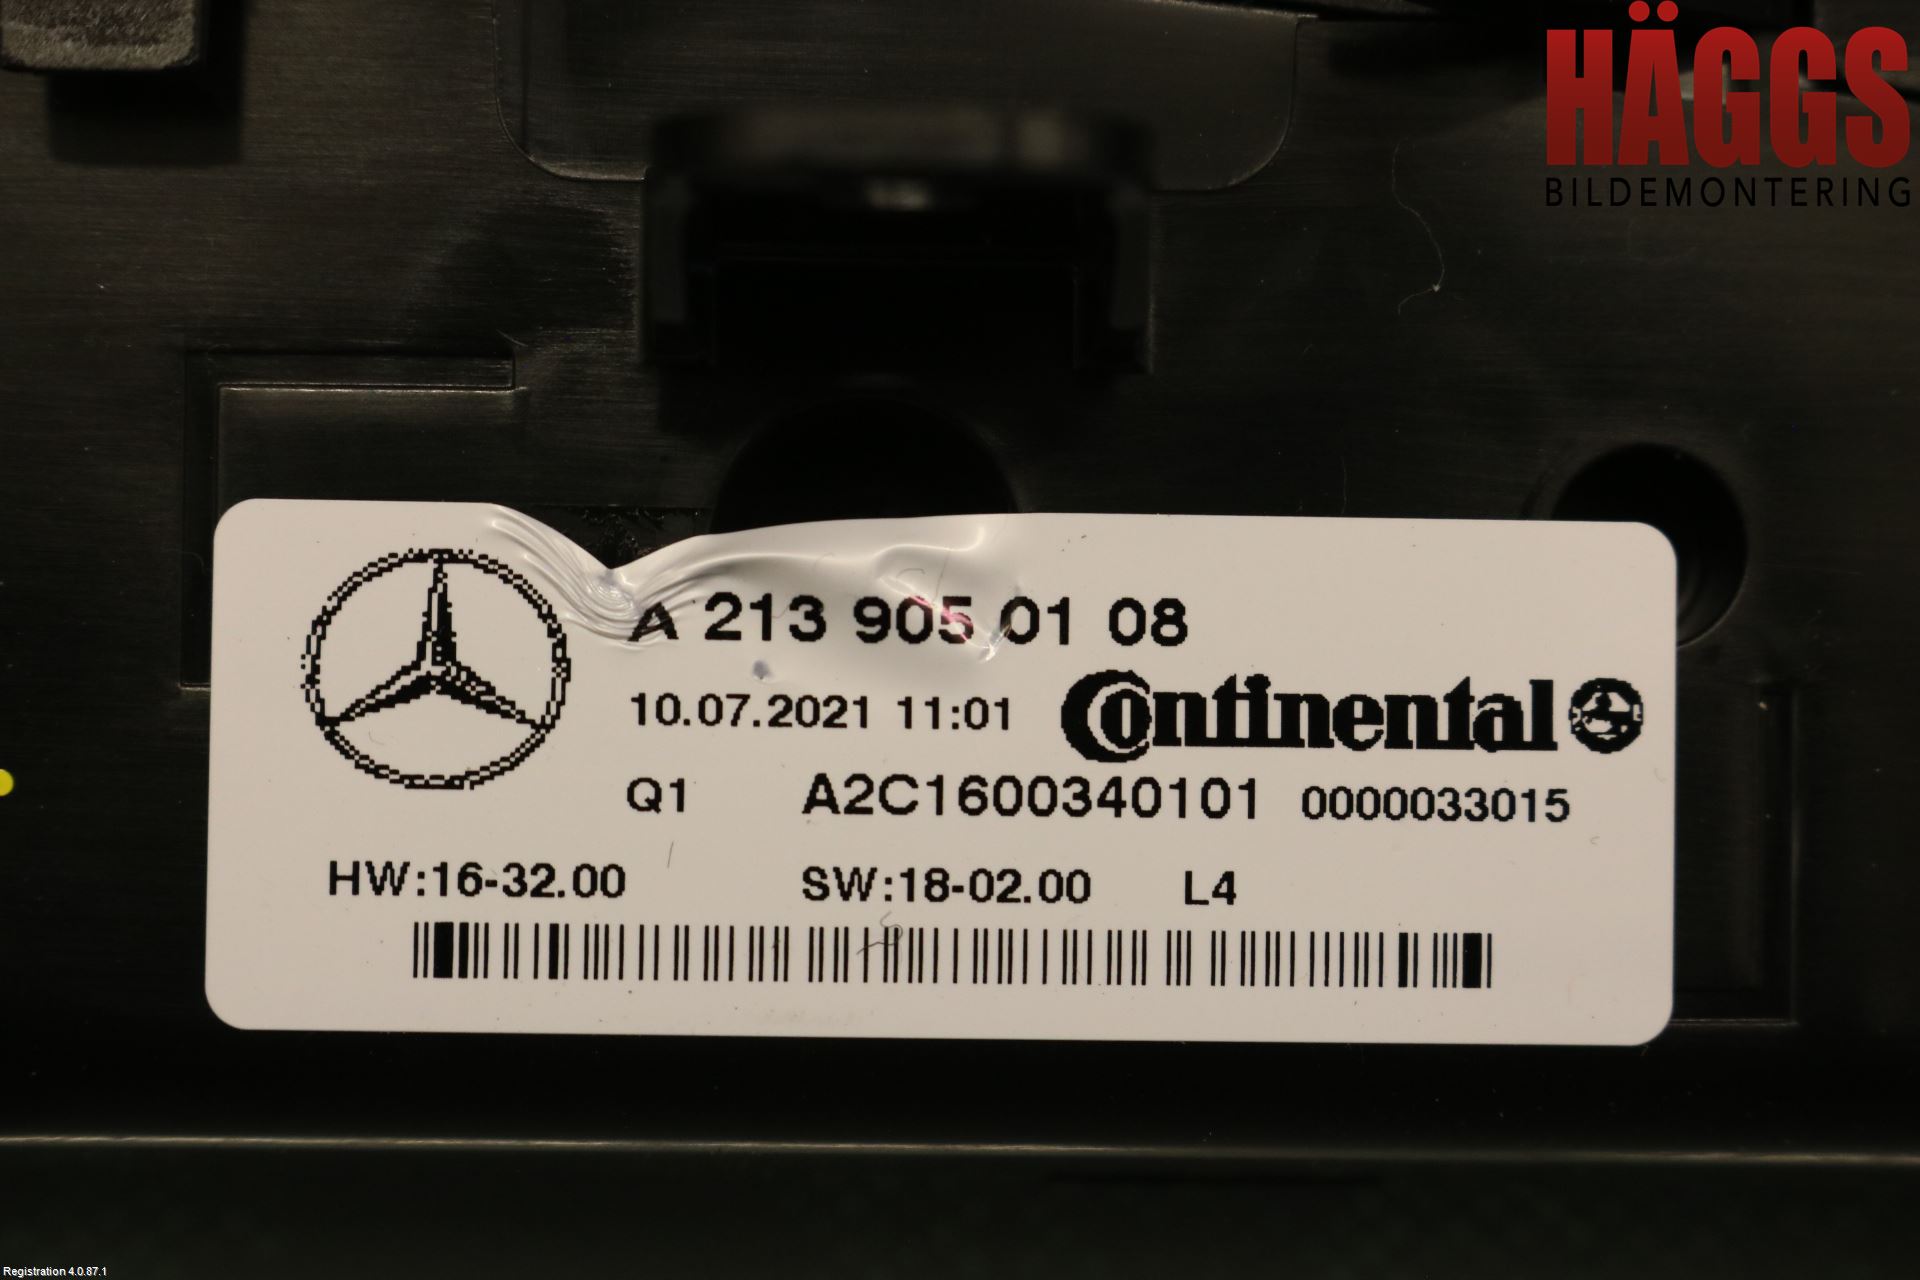 HÄGGS
BILDEMONTERING
A 213 905 01 08
10.07.2021 11:01
Continental
Q1 A2C1600340101 0000033015
HW:16-32.00 SW:18-02.00 L4
Registration 4.0.87.1